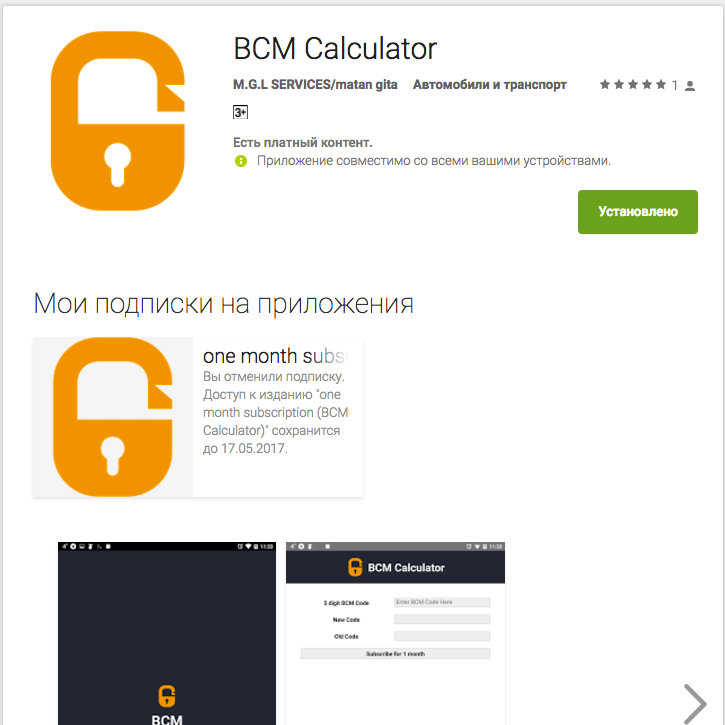 BCM Calculator
M.G.L SERVICES/matan gita Автомобили и транспорт 1
3+
Есть платный контент.
Приложение совместимо со всеми вашими устройствами.
Установлено
Мои подписки на приложения
one month subs
Вы отменили подписку.
Доступ к изданию "one
month subscription (BCM
Calculator)" сохранится
до 17.05.2017.
11:38
BCM
11:38
BCM Calculator
5 digit BCM Code Enter BCM Code Here
New Code
Old Code
Subscribe for 1 month